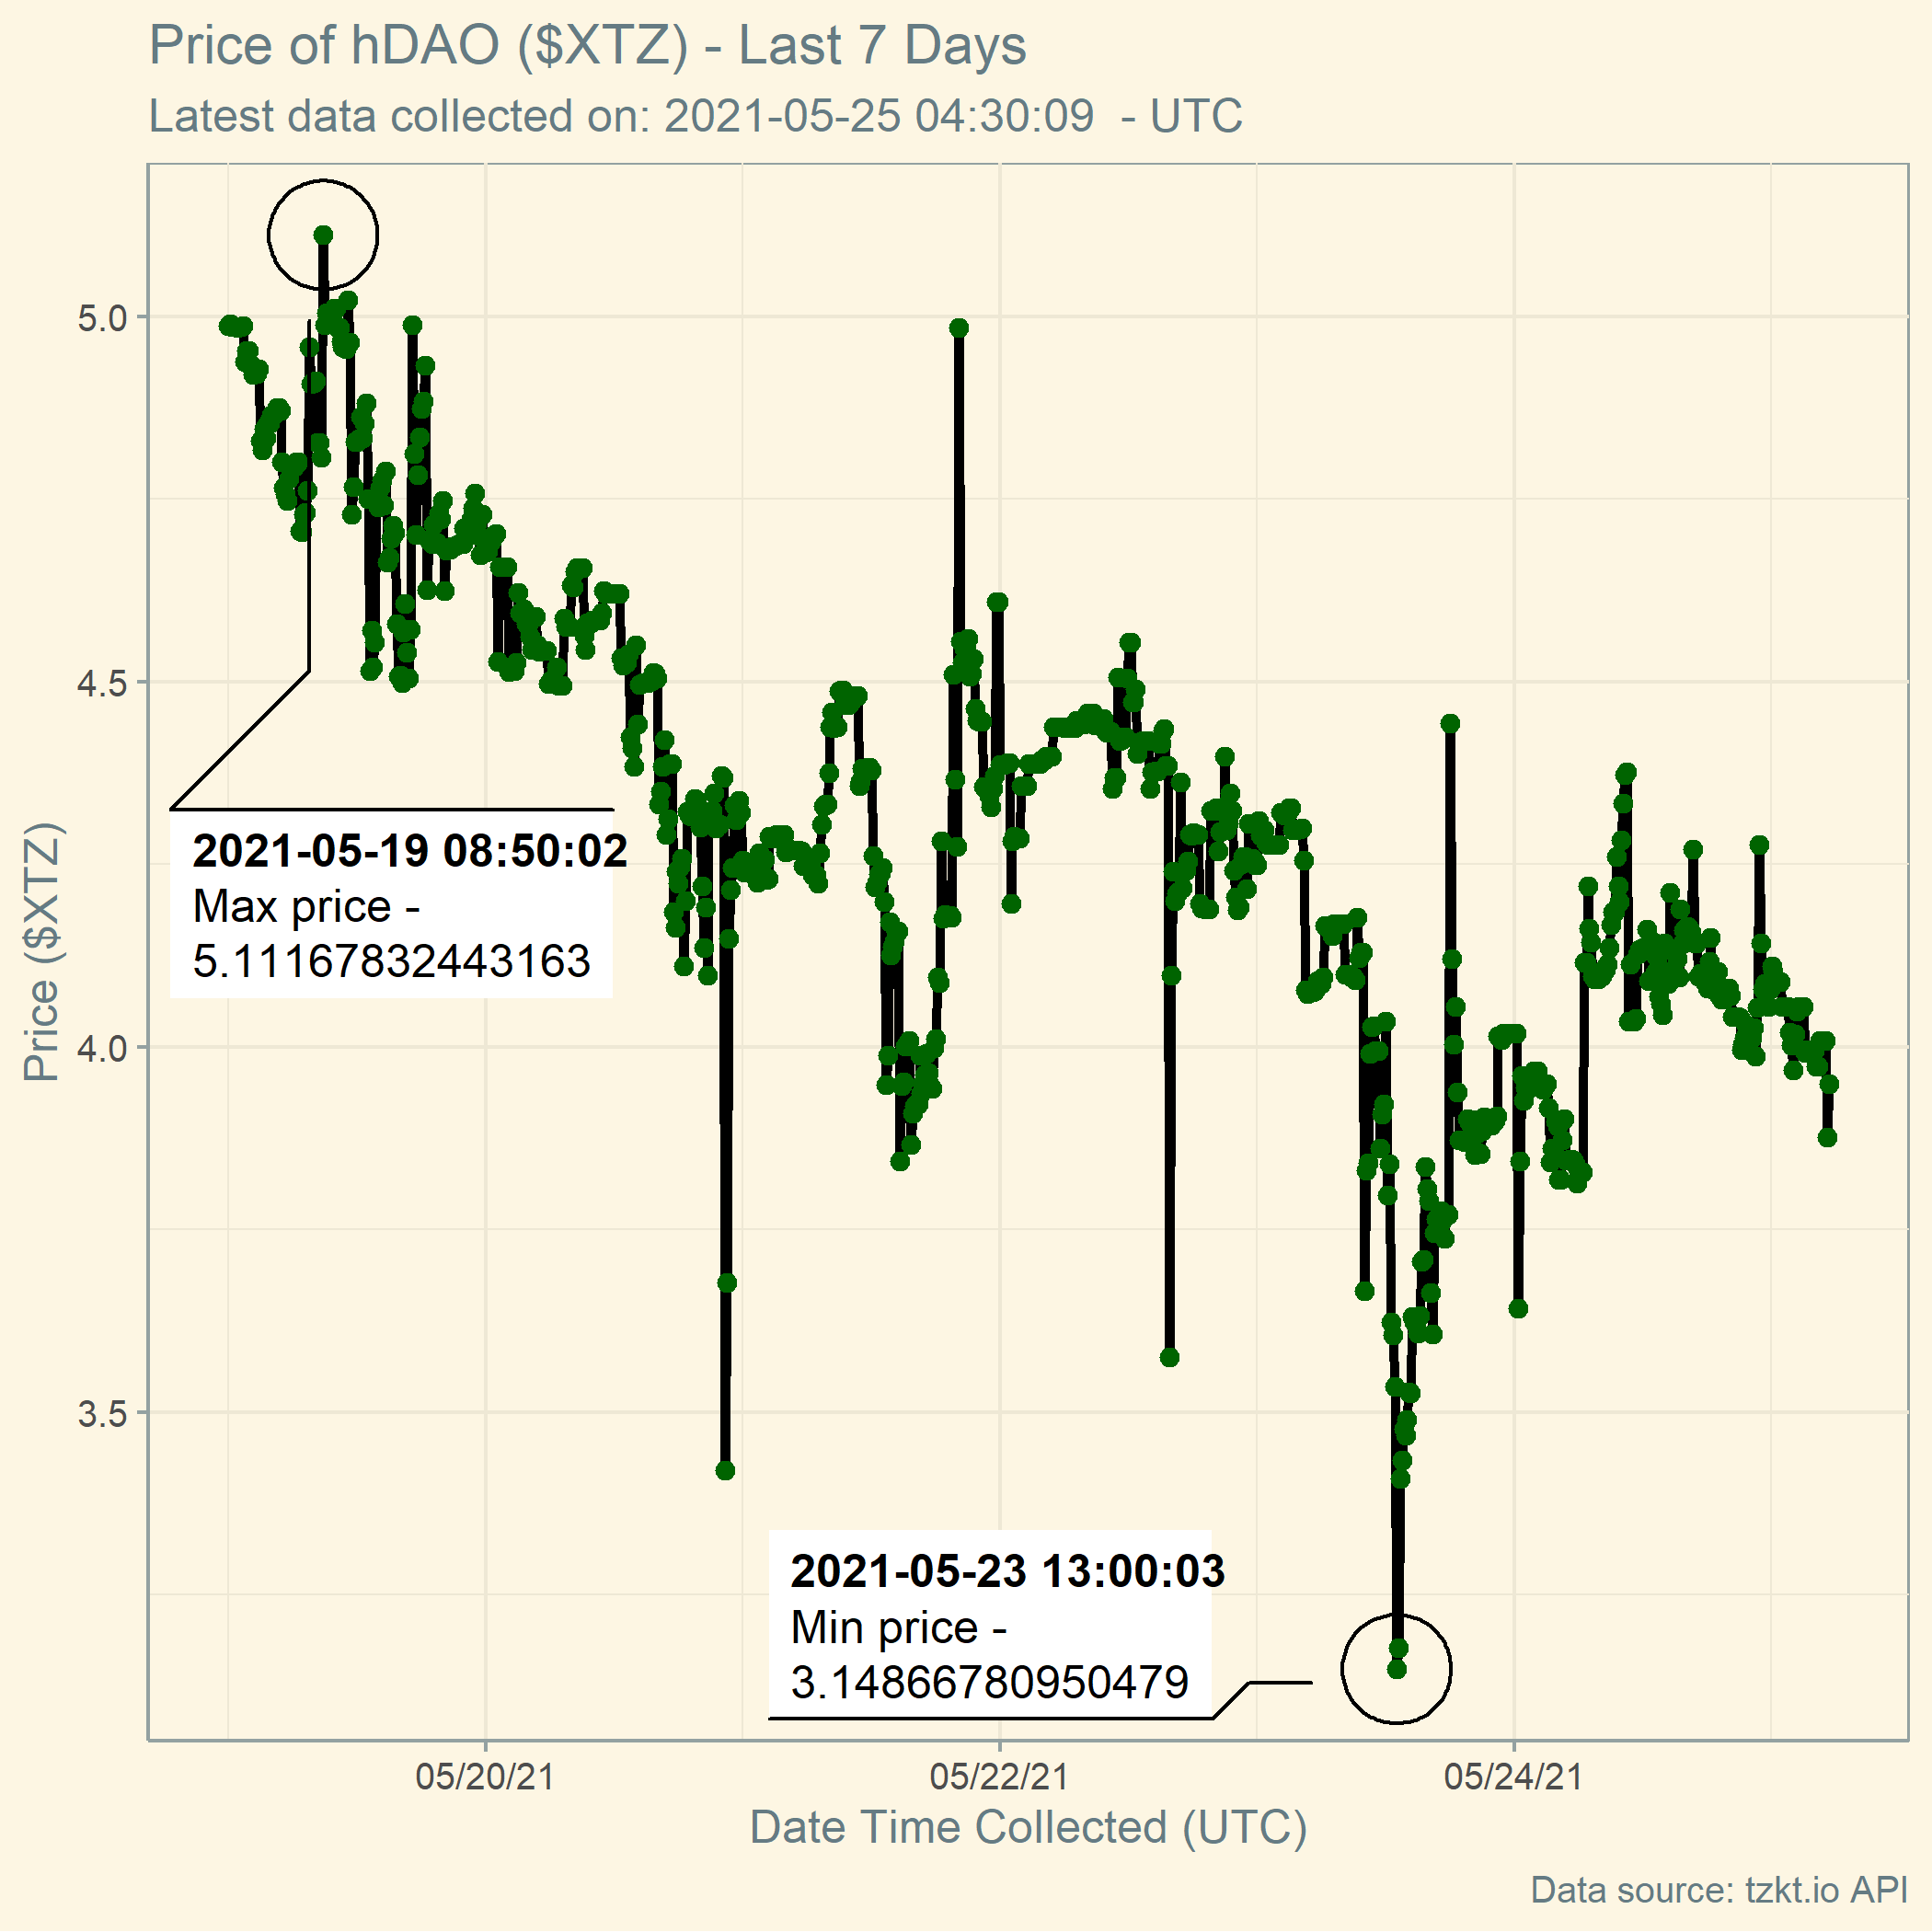 Price of hDAO ($XTZ) - Last 7 Days
Latest data collected on: 2021-05-25 04:30:09  - UTC
Price ($XTZ)
5.0
4.5
4.0
3.5
2021-05-19 08:50:02
Max price -
5.11167832443163
2021-05-23 13:00:03
Min price -
3.14866780950479
05/20/21
05/22/21
05/24/21
Date Time Collected (UTC)
Data source: tzkt.io API